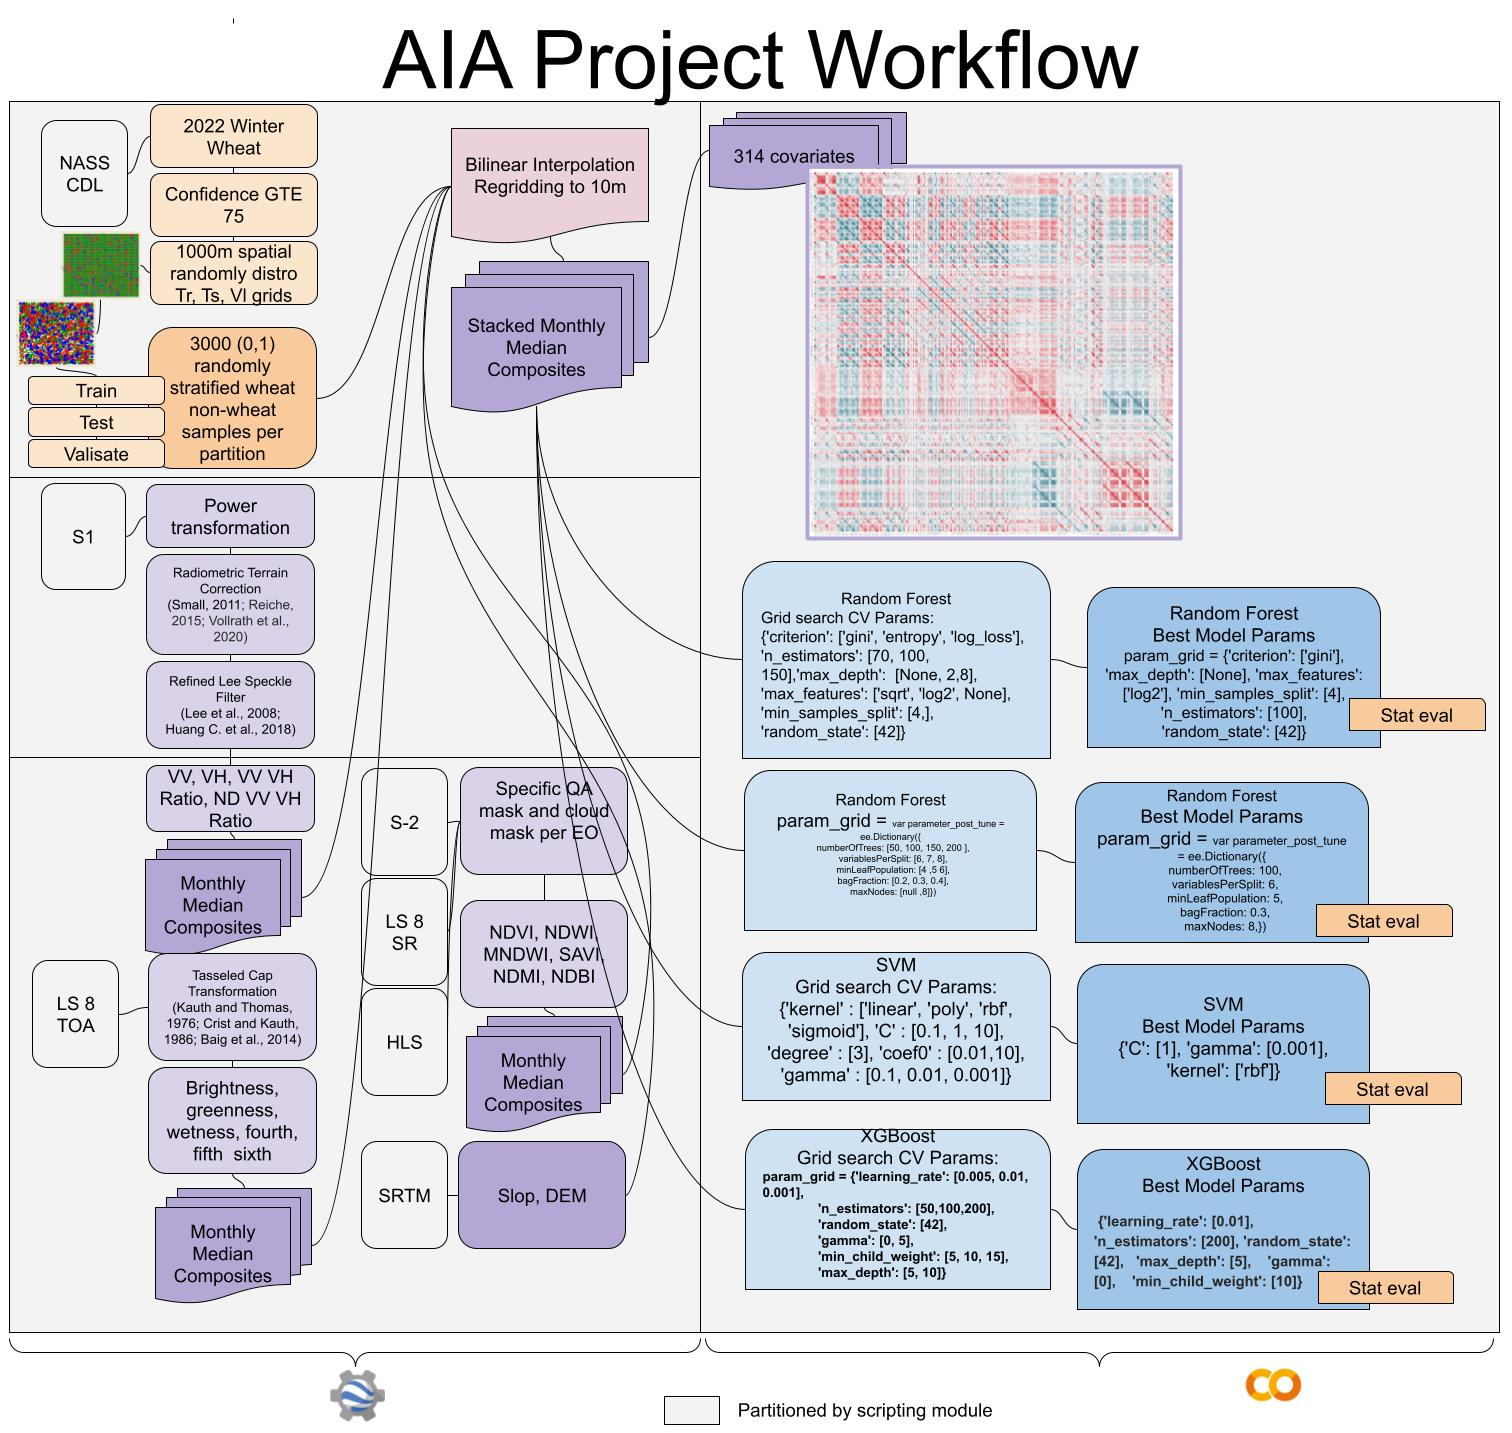 AIA Project Workflow
NASS
CDL
2022 Winter
Wheat
Confidence GTE
75
1000m spatial
randomly distro
Tr, Ts, Vl grids
3000 (0,1)
randomly
stratified wheat
non-wheat
samples per
partition
Train
Test
Valisate
Bilinear Interpolation
Regridding to 10m
Stacked Monthly
Median
Composites
314 covariates
S1
Power
transformation
Radiometric Terrain
Correction
(Small, 2011; Reiche,
2015; Vollrath et al.,
2020)
Refined Lee Speckle
Filter
(Lee et al., 2008;
Huang C. et al., 2018)
VV, VH, VV VH
Ratio, ND VV VH
Ratio
Monthly
Median
Composites
LS 8
TOA
Tasseled Cap
Transformation
(Kauth and Thomas,
1976; Crist and Kauth,
1986; Baig et al., 2014)
Brightness,
greenness,
wetness, fourth,
fifth sixth
Monthly
Median
Composites
S-2
LS 8
SR
HLS
SRTM
Specific QA
mask and cloud
mask per EO
NDVI, NDWI,
MNDWI, SAVI,
NDMI, NDBI
Monthly
Median
Composites
Slop, DEM
Random Forest
Grid search CV Params:
{'criterion': ['gini', 'entropy', 'log_loss'],
'n_estimators': [70, 100,
150],'max_depth': [None, 2,8],
'max_features': ['sqrt', 'log2', None],
'min_samples_split': [4,],
'random_state': [42]}
Random Forest
Best Model Params
param_grid = {'criterion': ['gini'],
'max_depth': [None], 'max_features':
['log2'], 'min_samples_split': [4],
'n_estimators': [100],
'random_state': [42]}
Stat eval
Random Forest
param_grid = var parameter_post_tune =
ee.Dictionary({
numberOfTrees: [50, 100, 150, 200 ],
variablesPerSplit: [6, 7, 8],
minLeafPopulation: [4 ,5 6],
bagFraction: [0.2, 0.3, 0.4],
maxNodes: [null ,8]})
Random Forest
Best Model Params
param_grid = var parameter_post_tune
= ee.Dictionary({
numberOfTrees: 100,
variablesPerSplit: 6,
minLeafPopulation: 5,
bagFraction: 0.3,
maxNodes: 8,})
Stat eval
SVM
Grid search CV Params:
{'kernel' : ['linear', 'poly', 'rbf',
'sigmoid'], 'C' : [0.1, 1, 10],
'degree' : [3], 'coef0' : [0.01,10],
'gamma' : [0.1, 0.01, 0.001]}
SVM
Best Model Params
{'C': [1], 'gamma': [0.001],
'kernel': ['rbf']}
Stat eval
XGBoost
Grid search CV Params:
param_grid = {'learning_rate': [0.005, 0.01,
0.001],
'n_estimators': [50,100,200],
'random_state': [42],
'gamma': [0, 5],
'min_child_weight': [5, 10, 15],
'max_depth': [5, 10]}
XGBoost
Best Model Params
{'learning_rate': [0.01],
'n_estimators': [200], 'random_state':
[42], 'max_depth': [5], 'gamma':
[0], 'min_child_weight': [10]}
Stat eval
Partitioned by scripting module